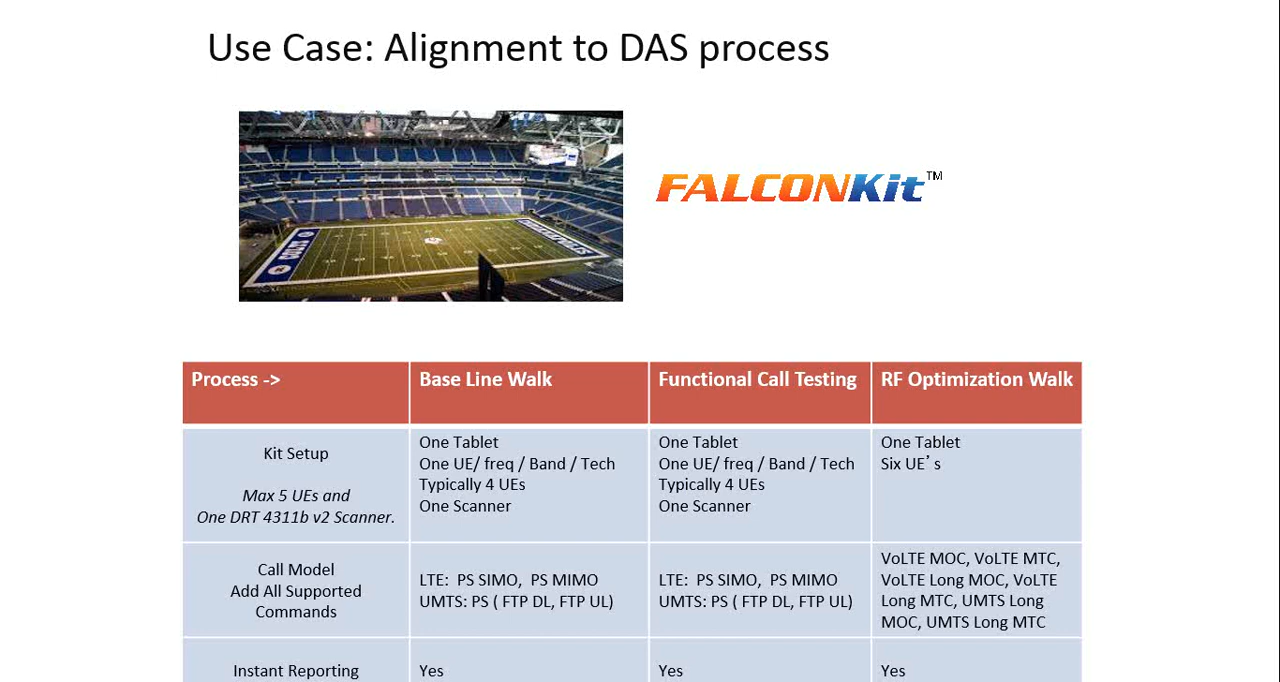 Use Case: Alignment to DAS process
COLTS
INDIANAPOLIS
FALCONKit™
Process ->
Base Line Walk
Functional Call Testing
RF Optimization Walk
Kit Setup
Max 5 UEs and
One DRT 4311b v2 Scanner.
One Tablet
One UE/ freq / Band / Tech
Typically 4 UEs
One Scanner
One Tablet
One UE/ freq / Band / Tech
Typically 4 UEs
One Scanner
One Tablet
Six UE's
Call Model
Add All Supported
Commands
LTE: PS SIMO, PS MIMO
UMTS: PS ( FTP DL, FTP UL)
LTE: PS SIMO, PS MIMO
UMTS: PS ( FTP DL, FTP UL)
VoLTE MOC, VoLTE MTC,
VoLTE Long MOC, VoLTE
Long MTC, UMTS Long
MOC, UMTS Long MTC
Instant Reporting
Yes
Yes
Yes